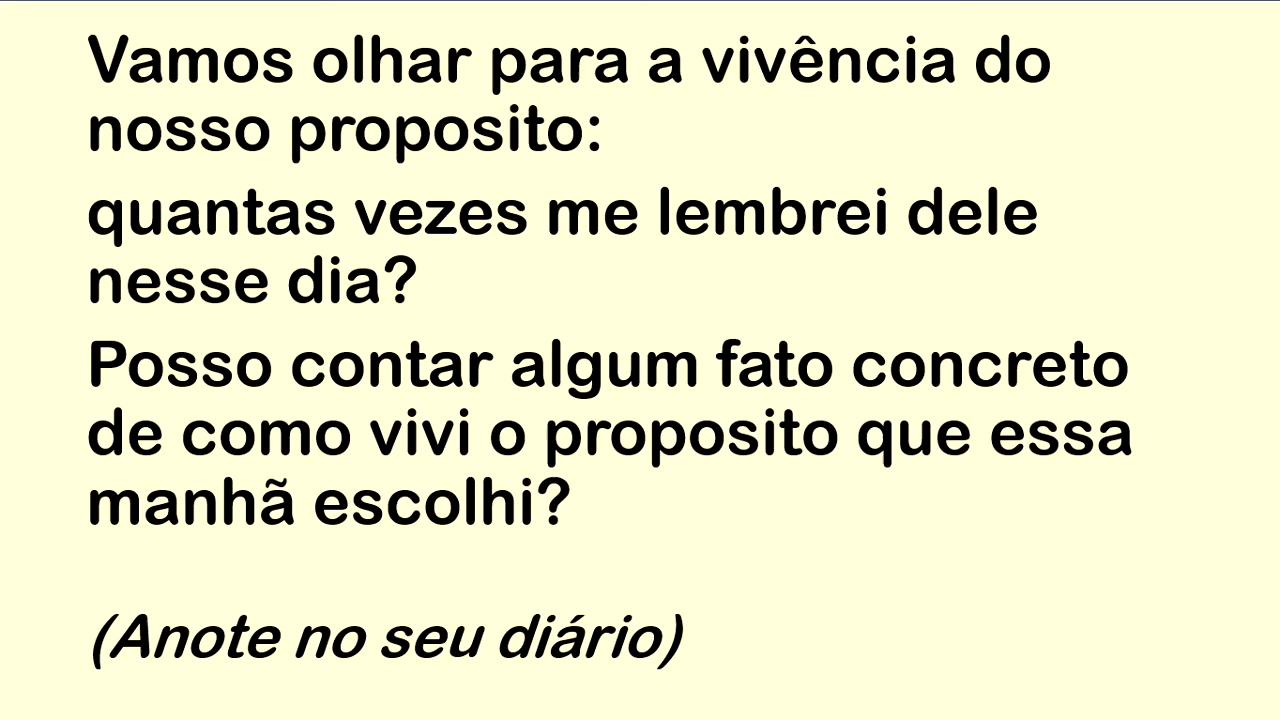 Vamos olhar para a vivência do
nosso proposito:
quantas vezes me lembrei dele
nesse dia?
Posso contar algum fato concreto
de como vivi o proposito que essa
manhã escolhi?
(Anote no seu diário)